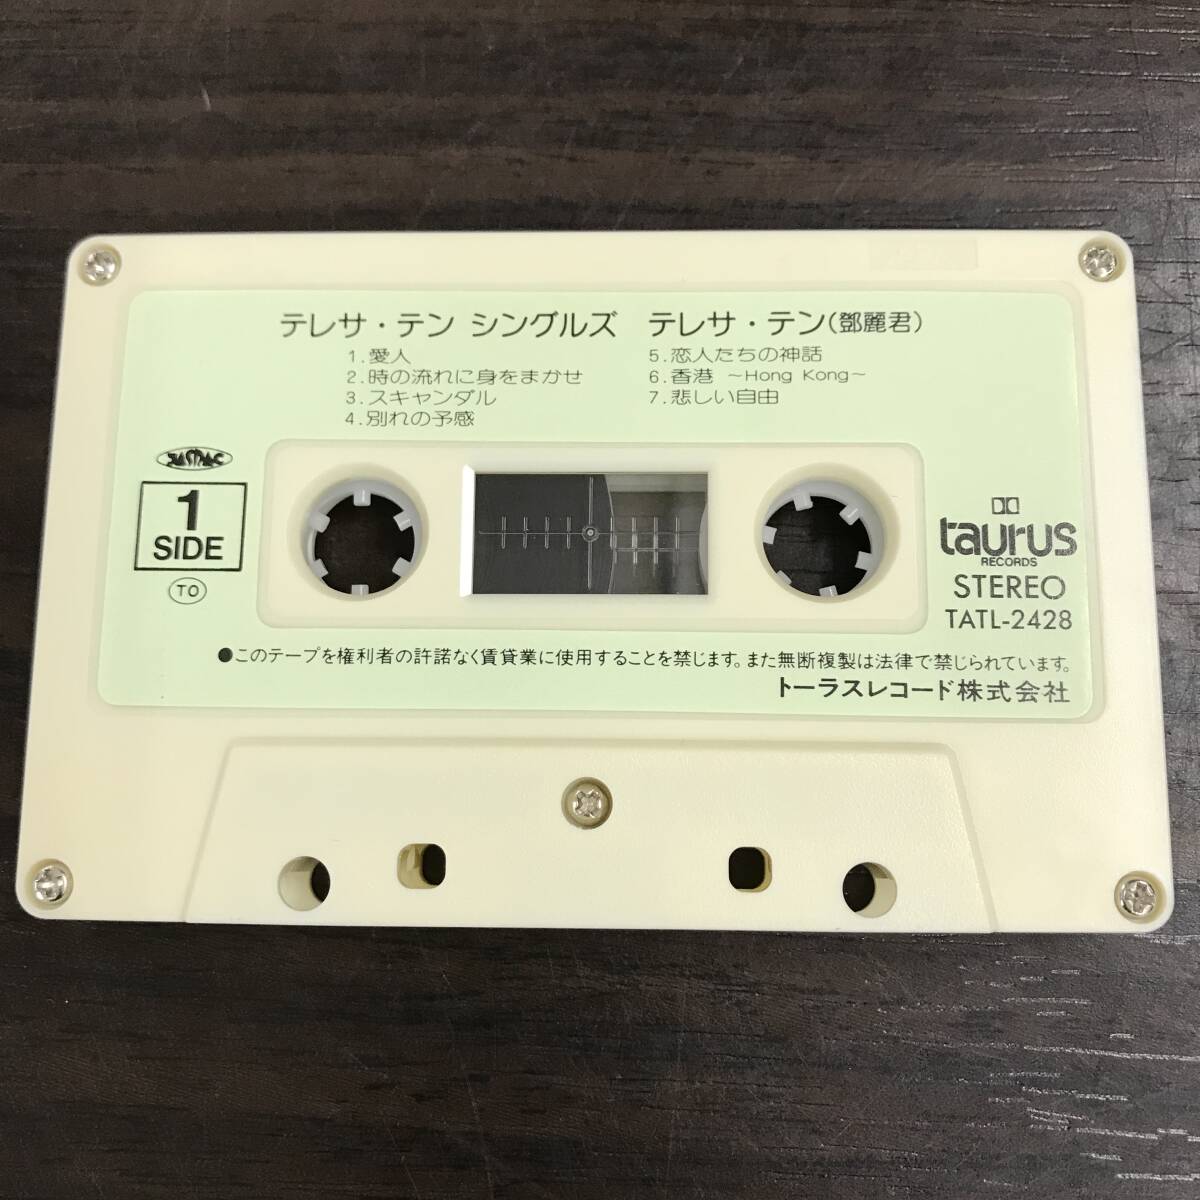 テレサ・テン シングルズ テレサ・テン(鄧麗君)
1.愛人
2.時の流れに身をまかせ
3.スキャンダル
4.別れの予感
5.恋人たちの神話
6.香港 ～Hong Kong～
7.悲しい自由
JASRAC
1
SIDE
TO
taurus
RECORDS
STEREO
TATL-2428
●このテープを権利者の許諾なく賃貸業に使用することを禁じます。また無断複製は法律で禁じられています。
トーラスレコード株式会社